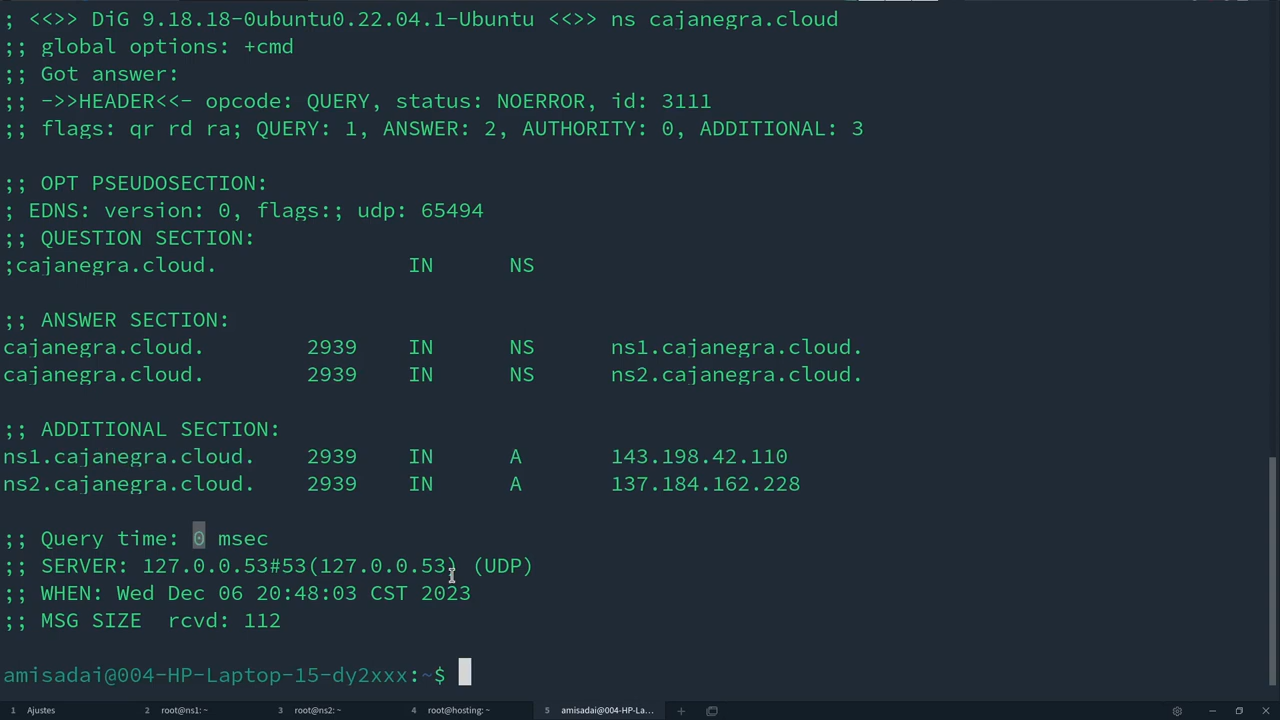 ; <<>> DiG 9.18.18-0ubuntu0.22.04.1-Ubuntu <<>> ns cajanegra.cloud
;; global options: +cmd
;; Got answer:
;; ->>HEADER<<- opcode: QUERY, status: NOERROR, id: 3111
;; flags: qr rd ra; QUERY: 1, ANSWER: 2, AUTHORITY: 0, ADDITIONAL: 3
;; OPT PSEUDOSECTION:
; EDNS: version: 0, flags:; udp: 65494
;; QUESTION SECTION:
;cajanegra.cloud. IN NS
;; ANSWER SECTION:
cajanegra.cloud. 2939 IN NS ns1.cajanegra.cloud.
cajanegra.cloud. 2939 IN NS ns2.cajanegra.cloud.
;; ADDITIONAL SECTION:
ns1.cajanegra.cloud. 2939 IN A 143.198.42.110
ns2.cajanegra.cloud. 2939 IN A 137.184.162.228
;; Query time: 0 msec
;; SERVER: 127.0.0.53#53(127.0.0.53) (UDP)
;; WHEN: Wed Dec 06 20:48:03 CST 2023
;; MSG SIZE rcvd: 112
amisadai@004-HP-Laptop-15-dy2xxx:~$
1 Ajustes 2 root@ns1: ~ 3 root@ns2: ~ 4 root@hosting: ~ 5 amisadai@004-HP-La...